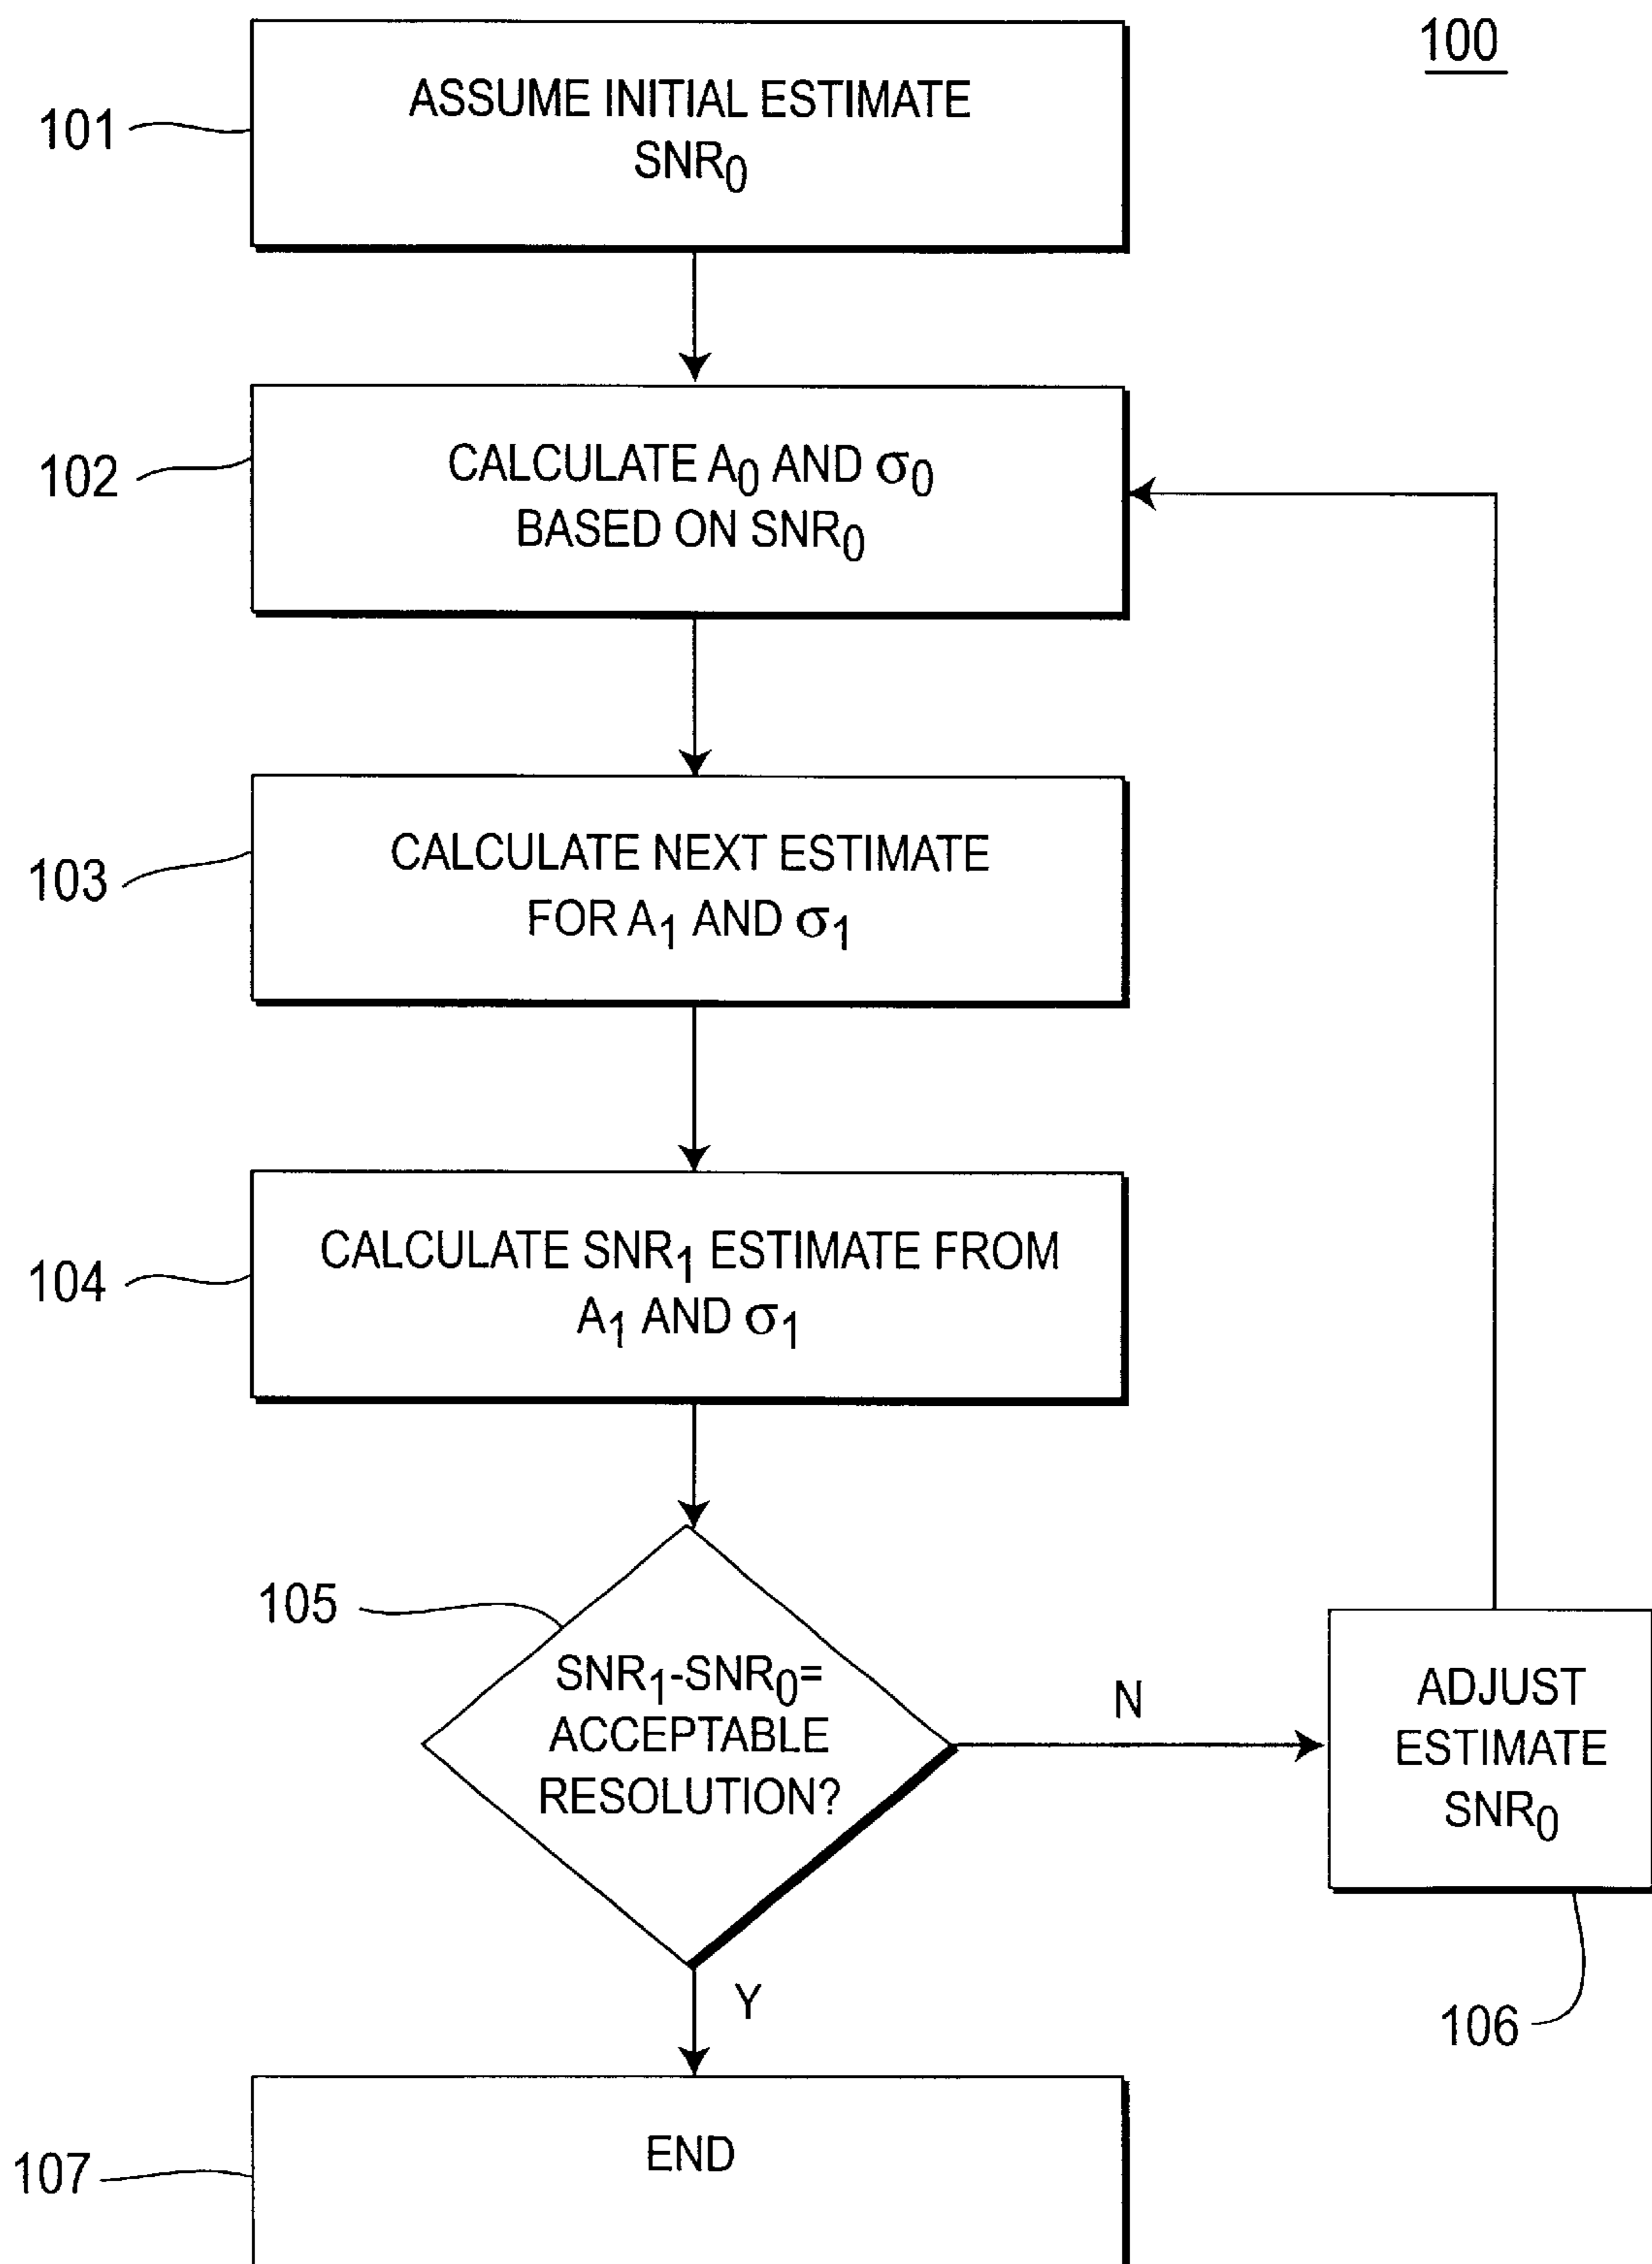 100
101
ASSUME INITIAL ESTIMATE
SNR₀
102
CALCULATE A₀ AND σ₀
BASED ON SNR₀
103
CALCULATE NEXT ESTIMATE
FOR A₁ AND σ₁
104
CALCULATE SNR₁ ESTIMATE FROM
A₁ AND σ₁
105
SNR₁-SNR₀=
ACCEPTABLE
RESOLUTION?
N
ADJUST
ESTIMATE
SNR₀
106
Y
107
END